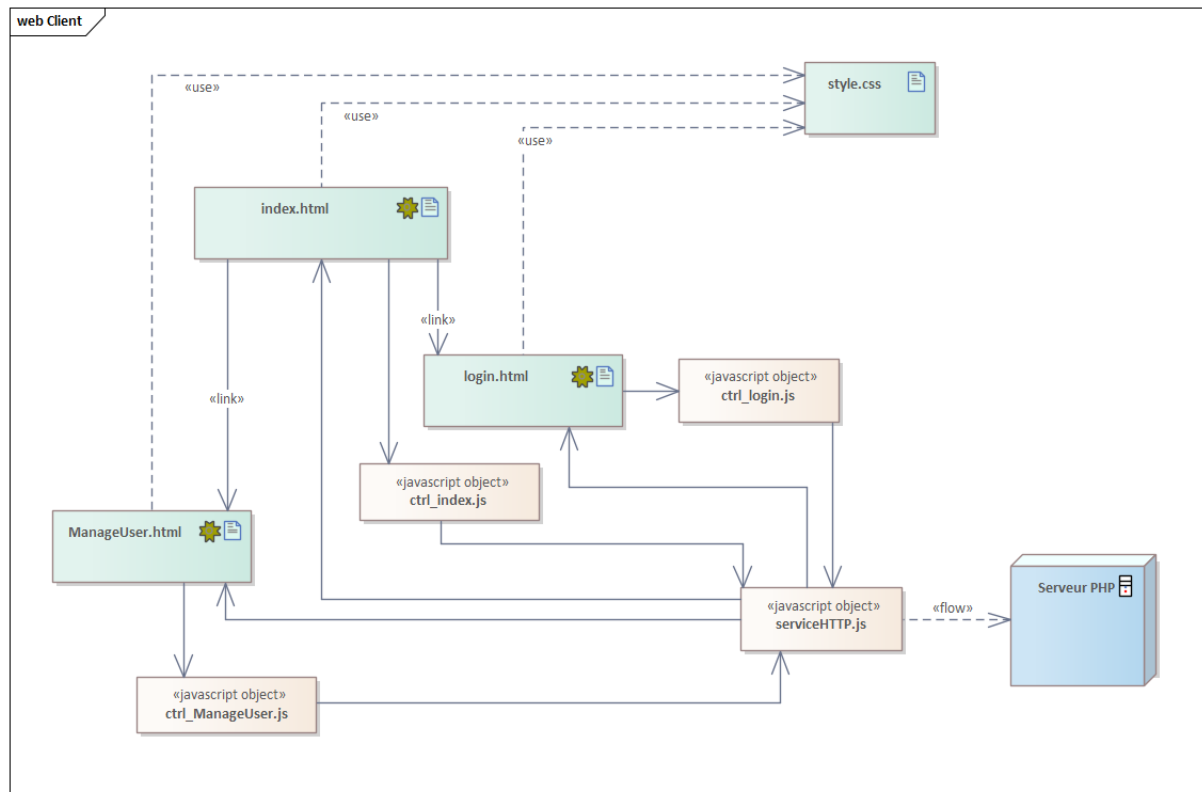 web Client
style.css
«use»
«use»
«use»
index.html
«link»
login.html
«javascript object»
ctrl_login.js
«link»
«javascript object»
ctrl_index.js
ManageUser.html
Serveur PHP
«javascript object»
serviceHTTP.js
«flow»
«javascript object»
ctrl_ManageUser.js